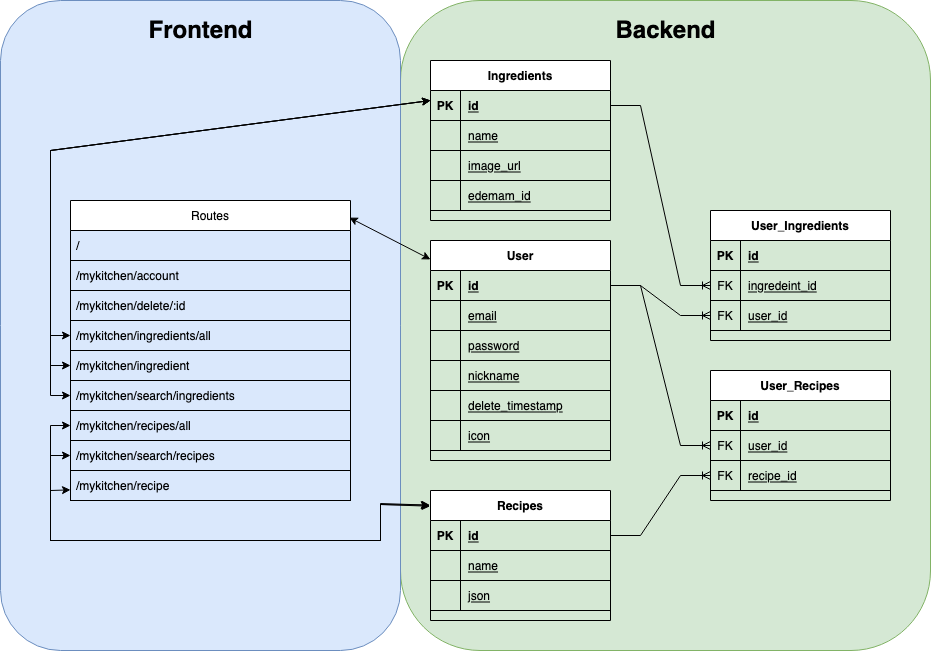 Frontend
Routes
/
/mykitchen/account
/mykitchen/delete/:id
/mykitchen/ingredients/all
/mykitchen/ingredient
/mykitchen/search/ingredients
/mykitchen/recipes/all
/mykitchen/search/recipes
/mykitchen/recipe
Backend
Ingredients
PK id
name
image_url
edemam_id
User
PK id
email
password
nickname
delete_timestamp
icon
Recipes
PK id
name
json
User_Ingredients
PK id
FK ingredeint_id
FK user_id
User_Recipes
PK id
FK user_id
FK recipe_id